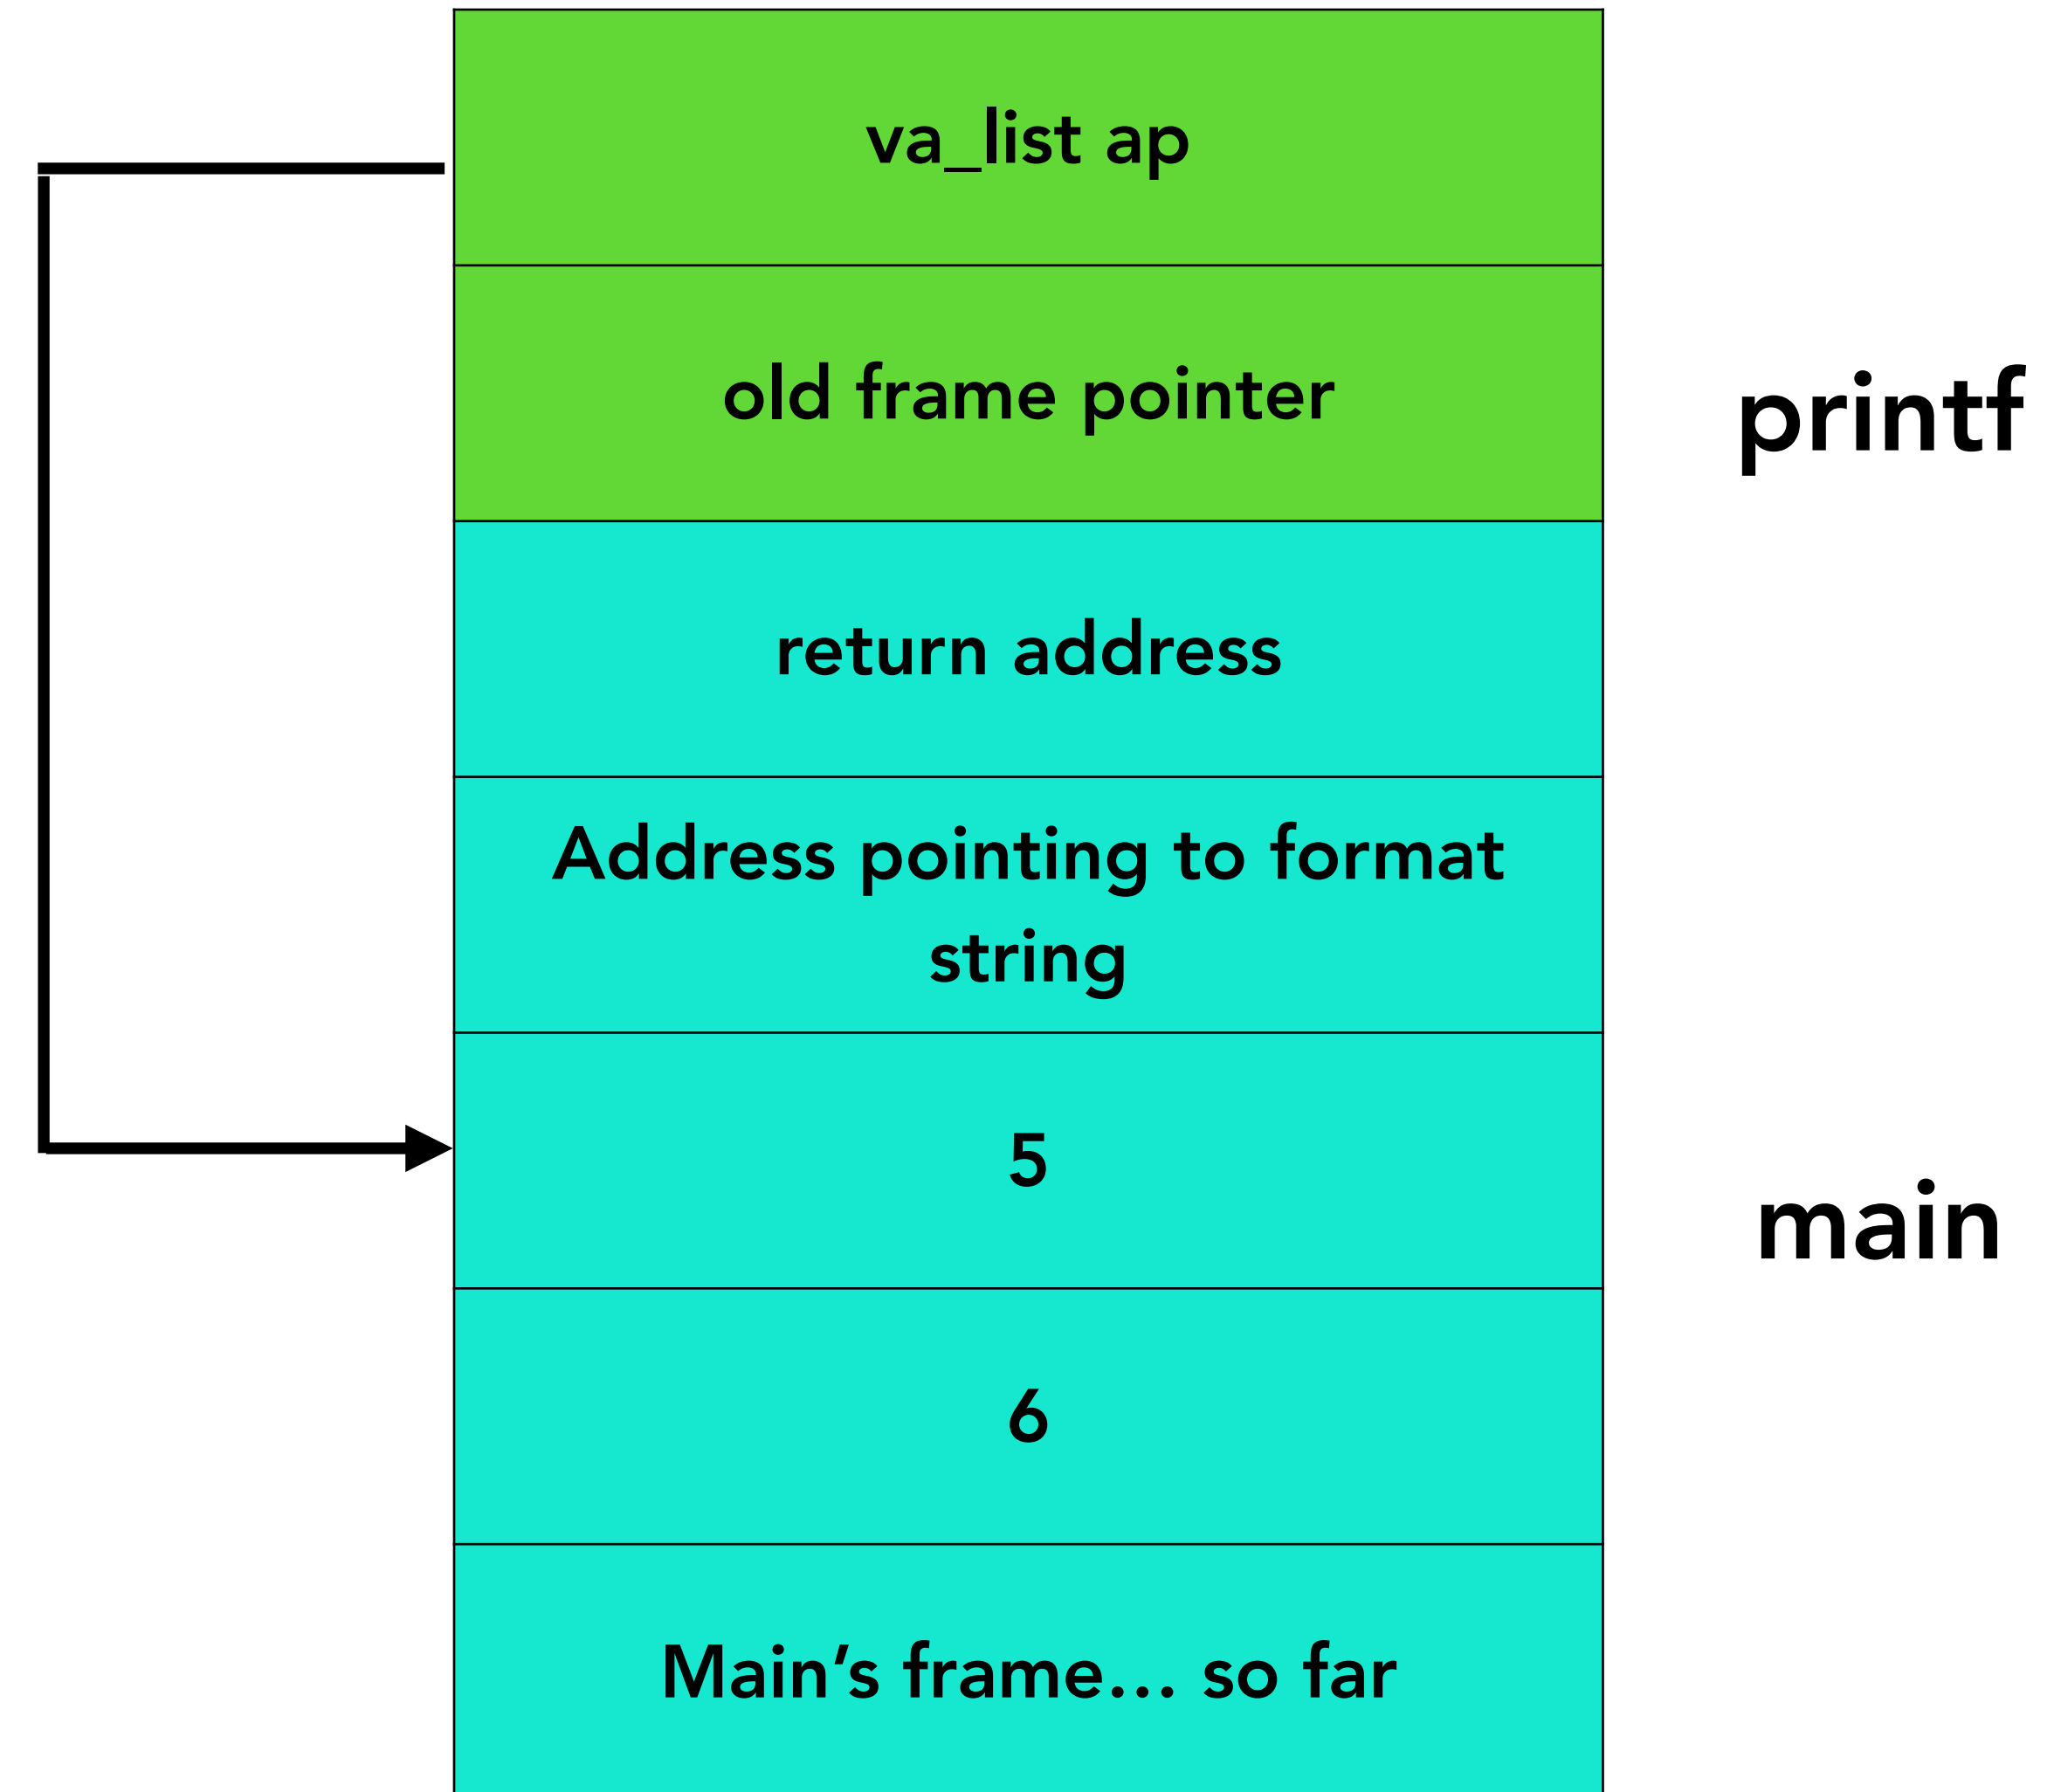 va_list ap
old frame pointer
printf
return address
Address pointing to format
string
5
main
6
Main’s frame... so far